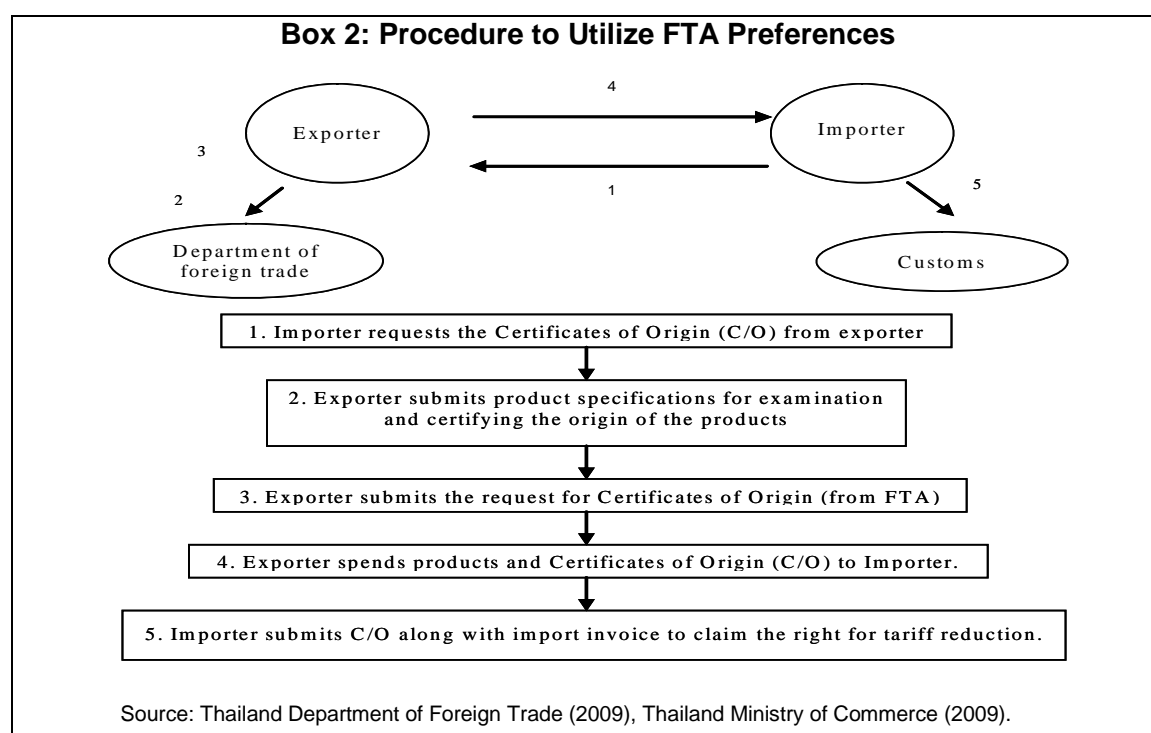 Box 2: Procedure to Utilize FTA Preferences
4
Exporter
Importer
3
1
5
2
Department of
foreign trade
Customs
1. Importer requests the Certificates of Origin (C/O) from exporter
2. Exporter submits product specifications for examination
and certifying the origin of the products
3. Exporter submits the request for Certificates of Origin (from FTA)
4. Exporter spends products and Certificates of Origin (C/O) to Importer.
5. Importer submits C/O along with import invoice to claim the right for tariff reduction.
Source: Thailand Department of Foreign Trade (2009), Thailand Ministry of Commerce (2009).